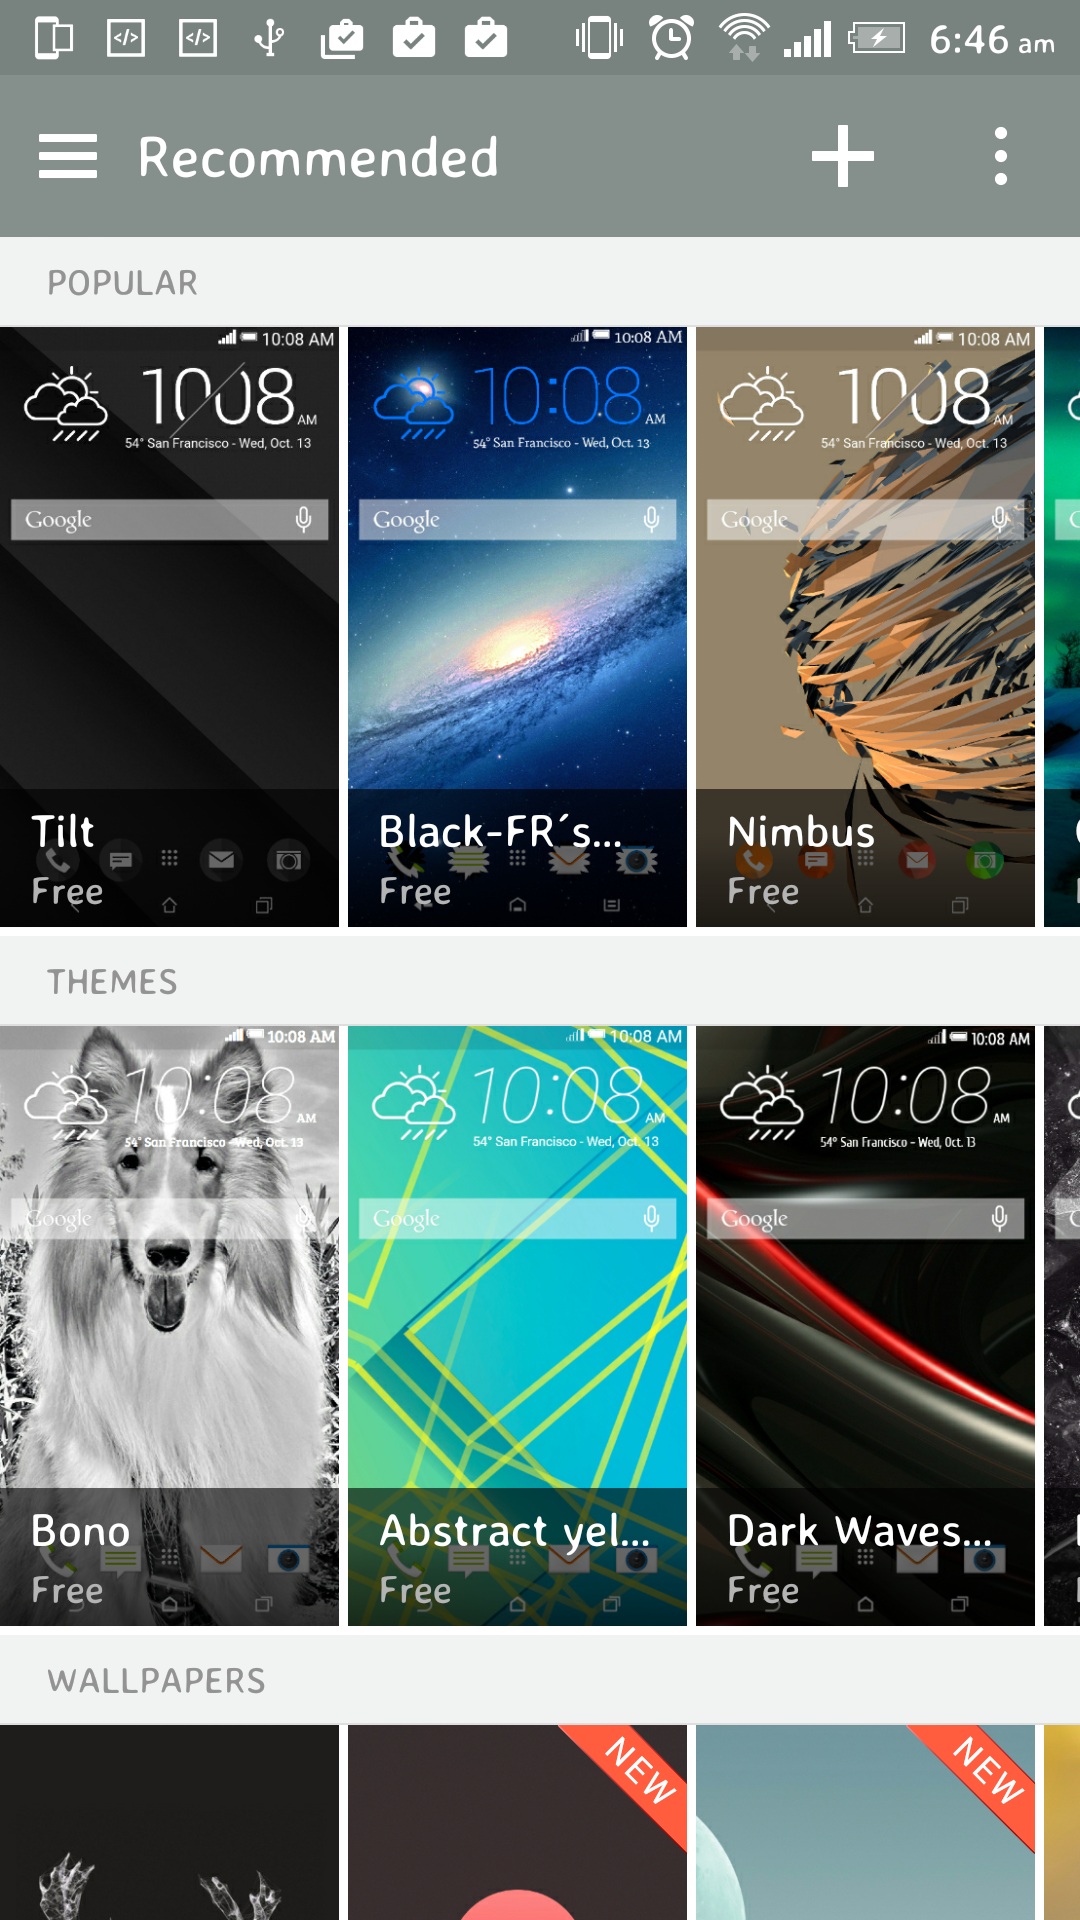 6:46 am
Recommended
POPULAR
10:08 AM
10:08 AM
54° San Francisco - Wed, Oct. 13
Google
Tilt
Free
10:08 AM
10:08 AM
54° San Francisco - Wed, Oct. 13
Google
Black-FR´s...
Free
10:08 AM
10:08 AM
54° San Francisco - Wed, Oct. 13
Google
Nimbus
Free
THEMES
10:08 AM
10:08 AM
54° San Francisco - Wed, Oct. 13
Google
Bono
Free
10:08 AM
10:08 AM
54° San Francisco - Wed, Oct. 13
Google
Abstract yel...
Free
10:08 AM
10:08 AM
54° San Francisco - Wed, Oct. 13
Google
Dark Waves...
Free
WALLPAPERS
NEW
NEW